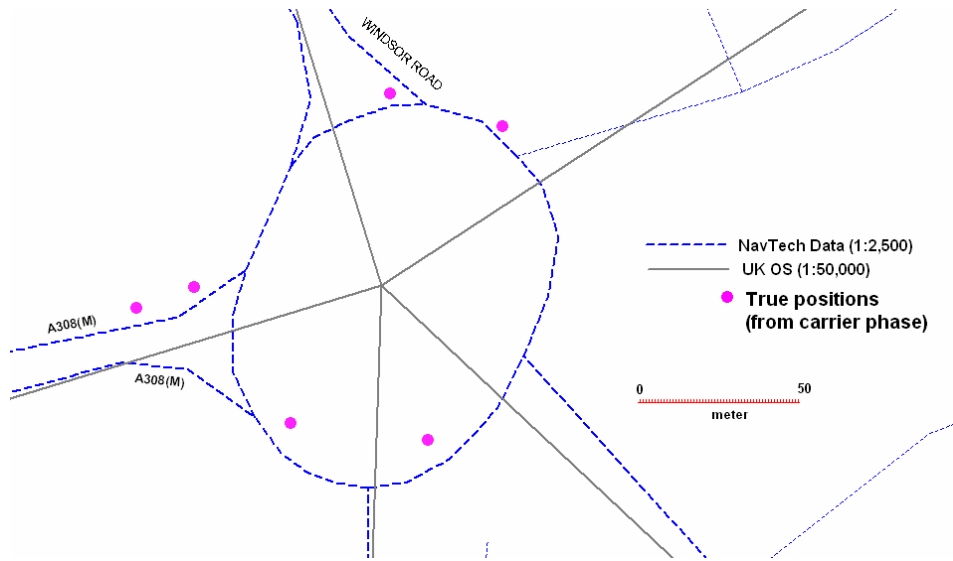 WINDSOR ROAD
NavTech Data (1:2,500)
UK OS (1:50,000)
True positions
(from carrier phase)
A308(M)
A308(M)
0 50
meter